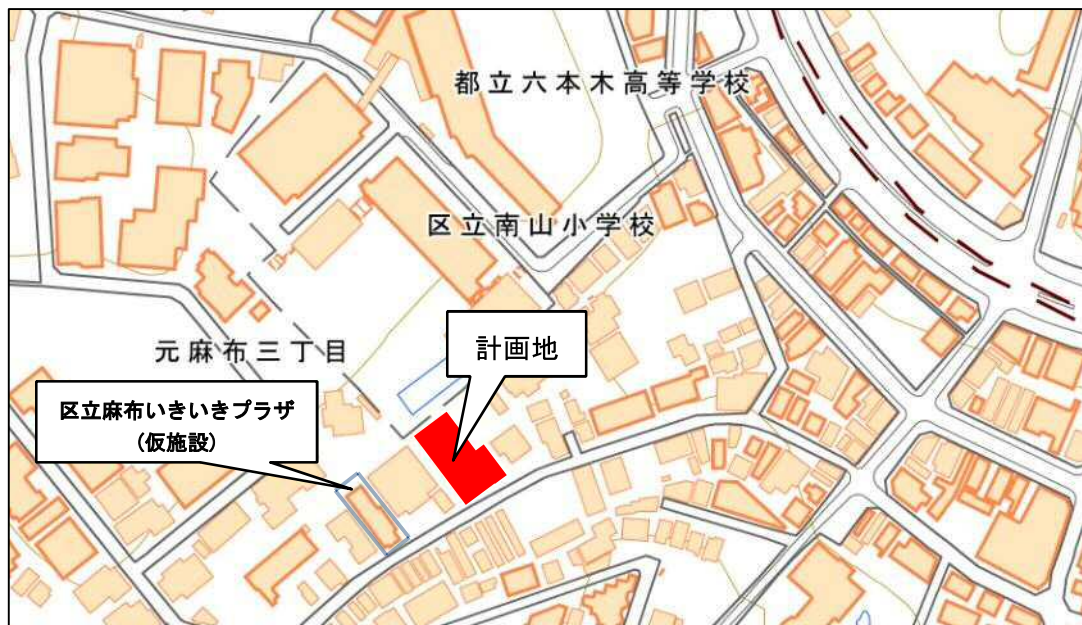 都立六本木高等学校
区立南山小学校
元麻布三丁目
計画地
区立麻布いきいきプラザ
(仮施設)